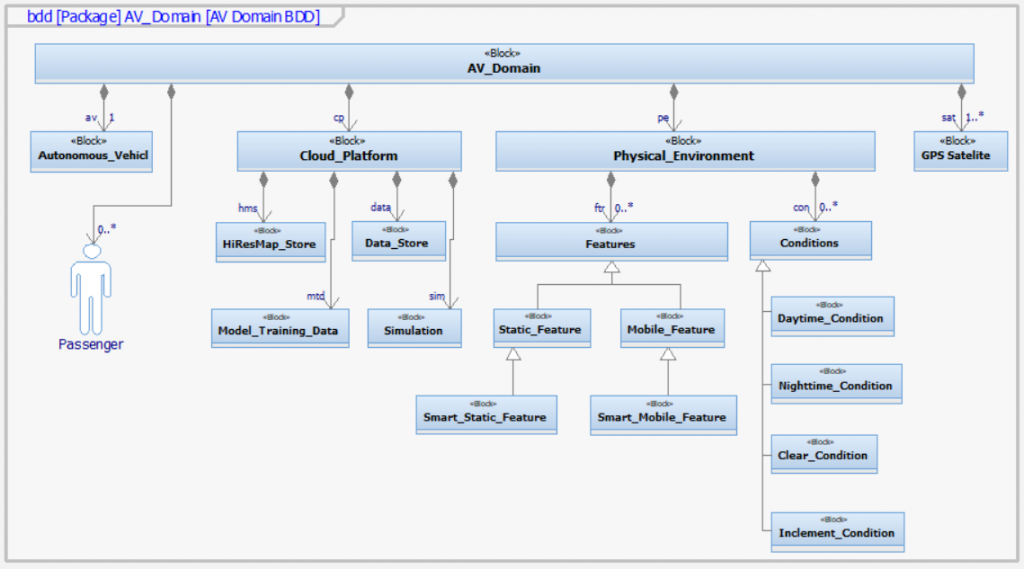 bdd [Package] AV_Domain [AV Domain BDD]
«Block»
AV_Domain
av 1
cp
pe
sat 1..*
«Block»
Autonomous_Vehicl
«Block»
Cloud_Platform
«Block»
Physical_Environment
«Block»
GPS Satelite
0..*
Passenger
hms
data
ftr 0..*
con 0..*
«Block»
HiResMap_Store
«Block»
Data_Store
«Block»
Features
«Block»
Conditions
mtd
sim
«Block»
Model_Training_Data
«Block»
Simulation
«Block»
Static_Feature
«Block»
Mobile_Feature
«Block»
Daytime_Condition
«Block»
Nighttime_Condition
«Block»
Smart_Static_Feature
«Block»
Smart_Mobile_Feature
«Block»
Clear_Condition
«Block»
Inclement_Condition